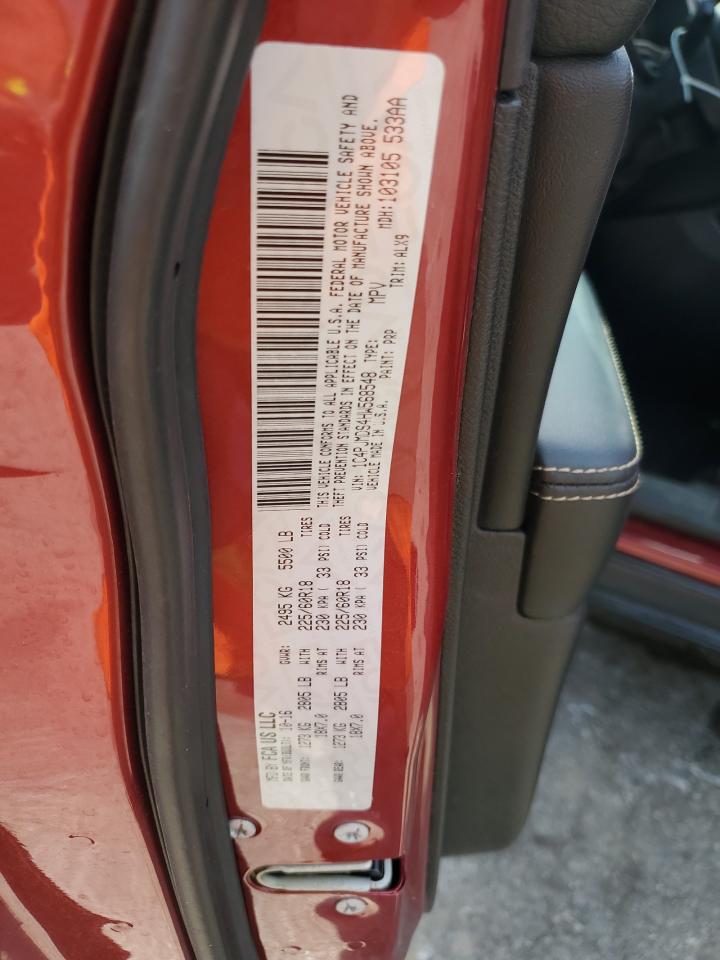 MFD BY FCA US LLC
DATE OF MFR: 10-16 GVWR: 2495 KG 5500 LB
GAWR FRONT: 1273 KG 2805 LB WITH 225/60R18 TIRES
18X7.0 RIMS AT 230 KPA ( 33 PSI) COLD
GAWR REAR: 1273 KG 2805 LB WITH 225/60R18 TIRES
18X7.0 RIMS AT 230 KPA ( 33 PSI) COLD
THIS VEHICLE CONFORMS TO ALL APPLICABLE U.S.A. FEDERAL MOTOR VEHICLE SAFETY AND
THEFT PREVENTION STANDARDS IN EFFECT ON THE DATE OF MANUFACTURE SHOWN ABOVE.
VIN: 1C4PJMDS4HW568548 TYPE: MPV MDH:103105 533AA
VEHICLE MADE IN U.S.A. PAINT: PRP TRIM:ALX9